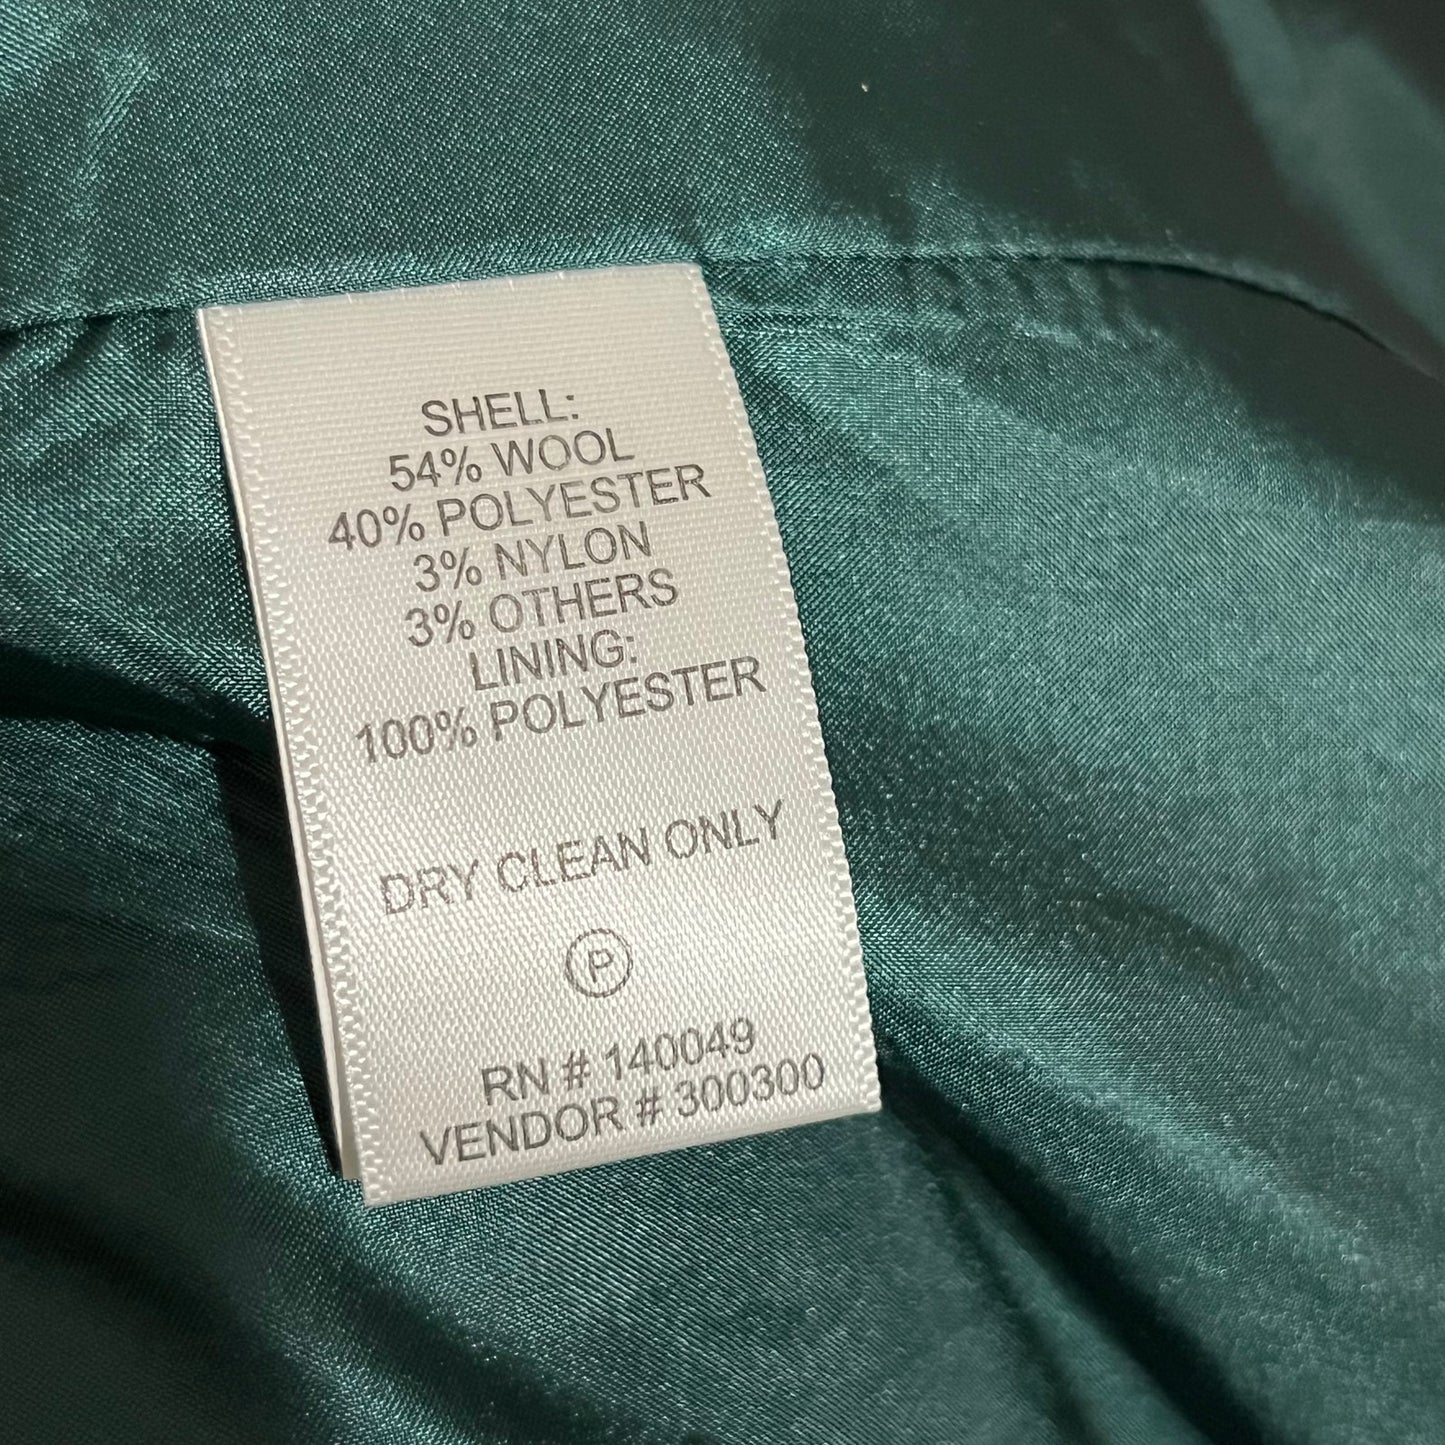 SHELL:
54% WOOL
40% POLYESTER
3% NYLON
3% OTHERS
LINING:
100% POLYESTER
DRY CLEAN ONLY
P
RN # 140049
VENDOR # 300300